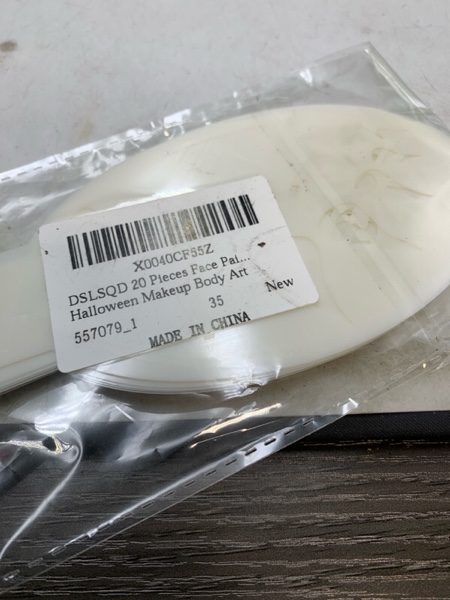 X0040CF55Z
DSLSQD 20 Pieces Face Pai...
Halloween Makeup Body Art
35 New
557079_1
MADE IN CHINA